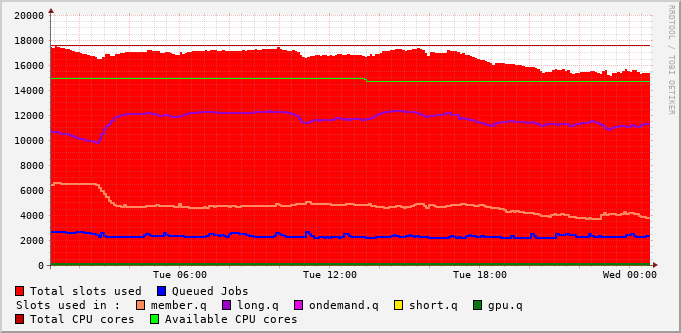 20000
18000
16000
14000
12000
10000
8000
6000
4000
2000
0
Tue 06:00 Tue 12:00 Tue 18:00 Wed 00:00
Total slots used Queued Jobs
Slots used in : member.q long.q ondemand.q short.q gpu.q
Total CPU cores Available CPU cores
RRDTOOL / TOBI OETIKER